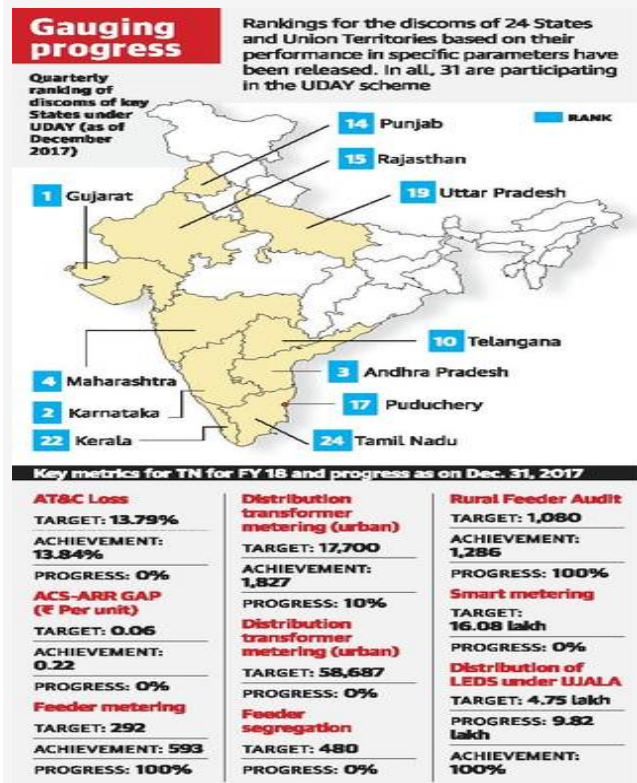 Gauging
progress
Rankings for the discoms of 24 States
and Union Territories based on their
performance in specific parameters have
been released. In all, 31 are participating
in the UDAY scheme
Quarterly
ranking of
discoms of key
States under
UDAY (as of
December
2017)
RANK
14 Punjab
15 Rajasthan
19 Uttar Pradesh
1 Gujarat
10 Telangana
3 Andhra Pradesh
4 Maharashtra
2 Karnataka
17 Puduchery
22 Kerala
24 Tamil Nadu
Key metrics for TN for FY 18 and progress as on Dec. 31, 2017
AT&C Loss
TARGET: 13.79%
ACHIEVEMENT:
13.84%
PROGRESS: 0%
ACS-ARR GAP
(₹ Per unit)
TARGET: 0.06
ACHIEVEMENT:
0.22
PROGRESS: 0%
Feeder metering
TARGET: 292
ACHIEVEMENT: 593
PROGRESS: 100%
Distribution
transformer
metering (urban)
TARGET: 17,700
ACHIEVEMENT:
1,827
PROGRESS: 10%
Distribution
transformer
metering (urban)
TARGET: 58,687
PROGRESS: 0%
Feeder
segregation
TARGET: 480
PROGRESS: 0%
Rural Feeder Audit
TARGET: 1,080
ACHIEVEMENT:
1,286
PROGRESS: 100%
Smart metering
TARGET:
16.08 lakh
PROGRESS: 0%
Distribution of
LEDS under UJALA
TARGET: 4.75 lakh
PROGRESS: 9.82
lakh
ACHIEVEMENT:
100%